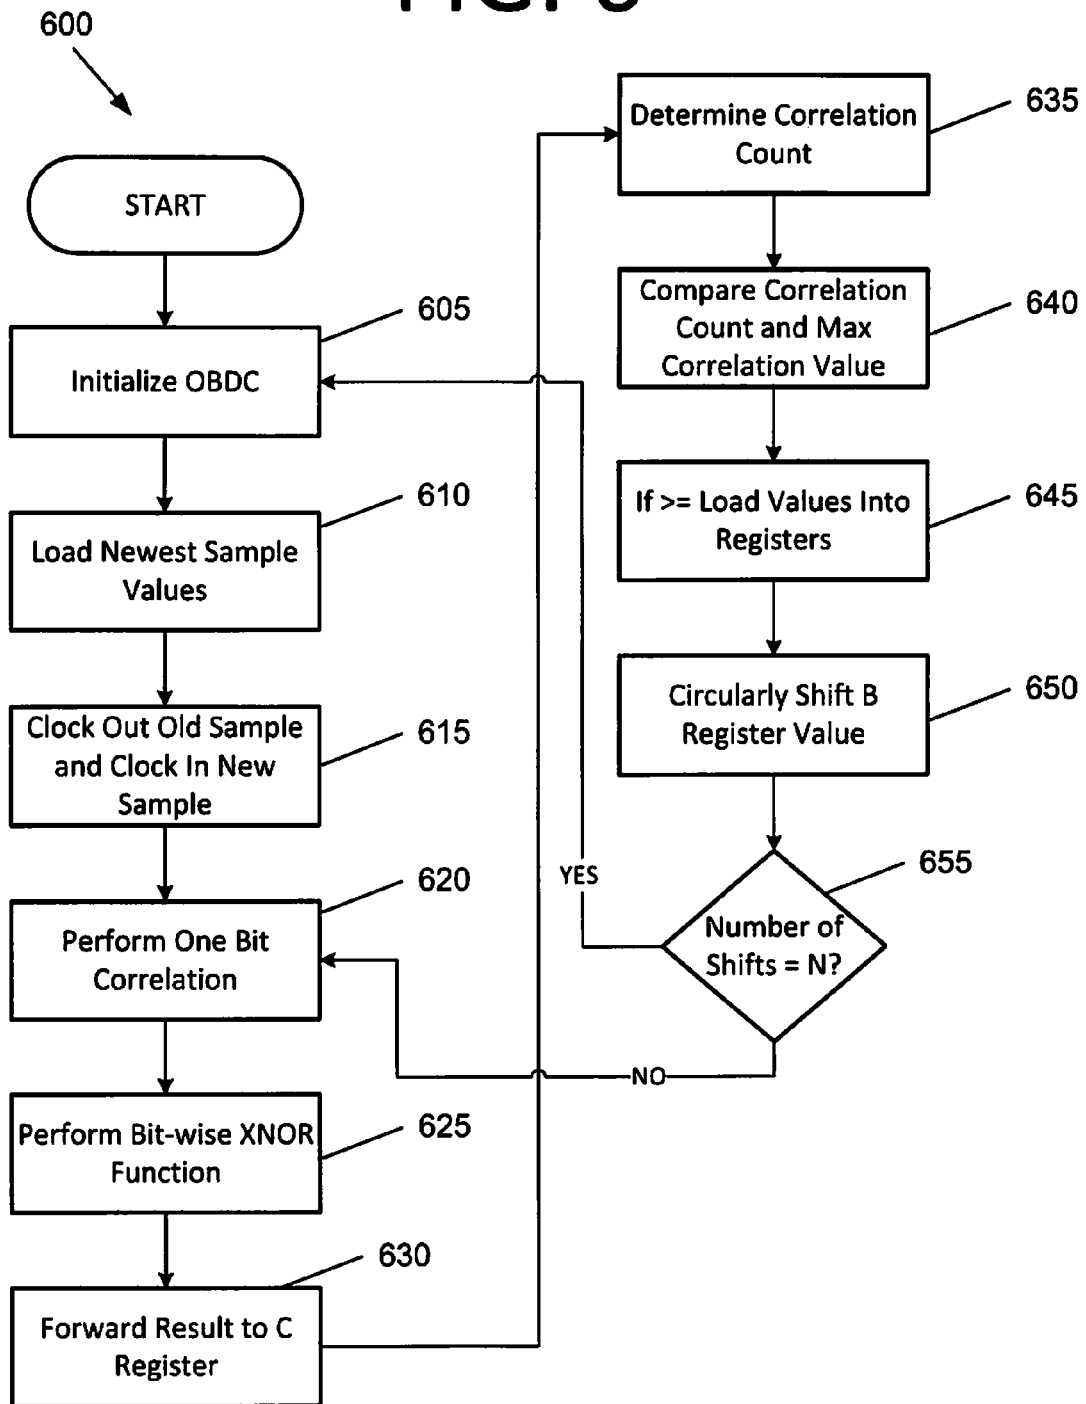 600
START
605
Initialize OBDC
610
Load Newest Sample
Values
615
Clock Out Old Sample
and Clock In New
Sample
620
Perform One Bit
Correlation
625
Perform Bit-wise XNOR
Function
630
Forward Result to C
Register
635
Determine Correlation
Count
640
Compare Correlation
Count and Max
Correlation Value
645
If >= Load Values Into
Registers
650
Circularly Shift B
Register Value
655
Number of
Shifts = N?
YES
NO